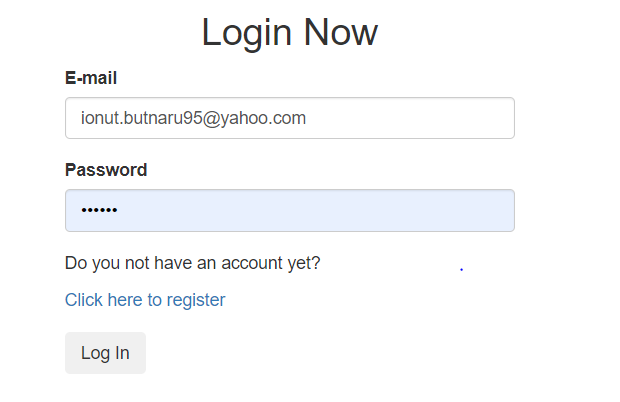 Login Now
E-mail
ionut.butnaru95@yahoo.com
Password
••••••
Do you not have an account yet?
Click here to register
Log In